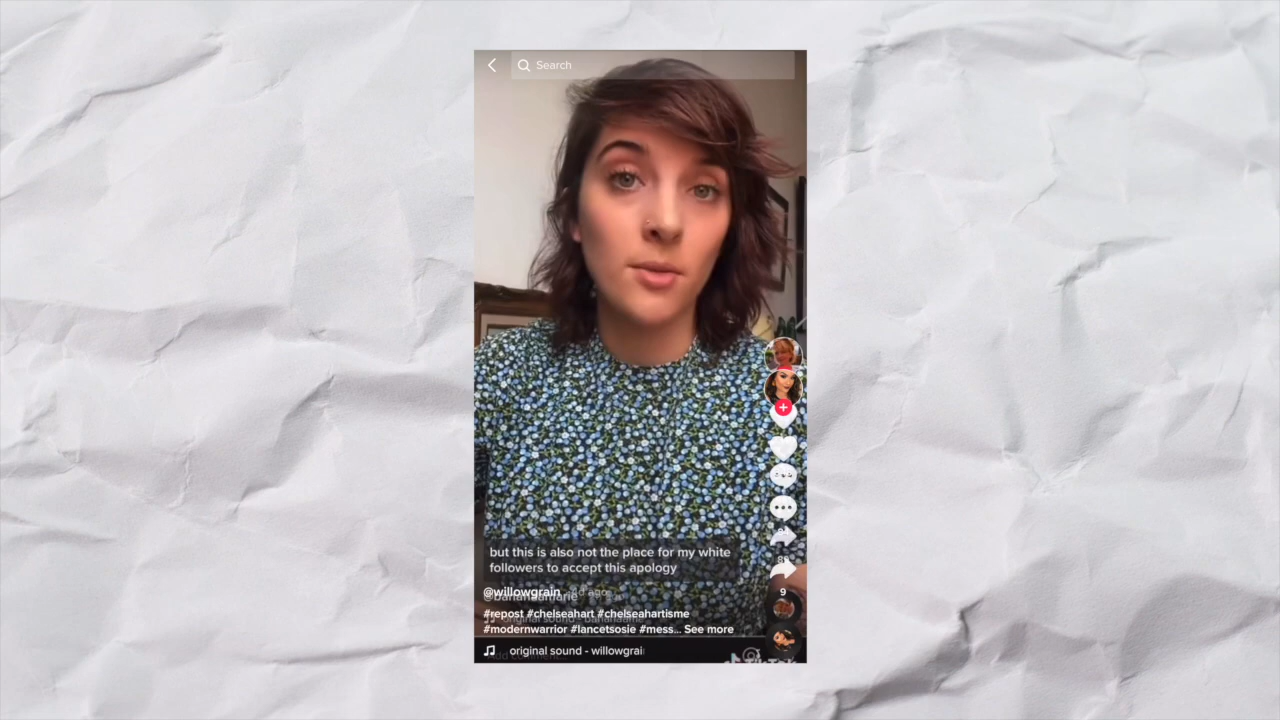 Search
but this is also not the place for my white
followers to accept this apology
@willowgrain
#repost #chelseahart #chelseahartisme
#modernwarrior #lancetsosie #mess... See more
original sound - willowgrai
9